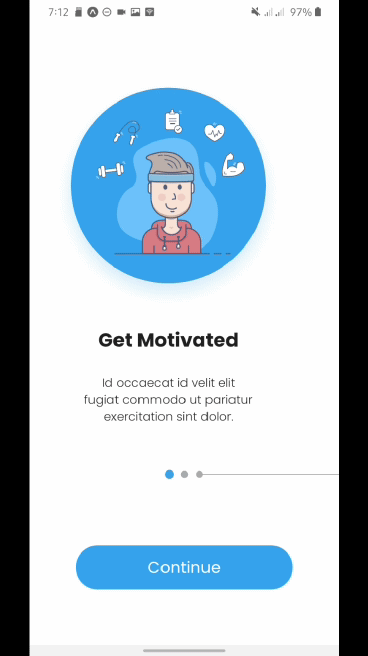 7:12
97%
Get Motivated
Id occaecat id velit elit
fugiat commodo ut pariatur
exercitation sint dolor.
Continue